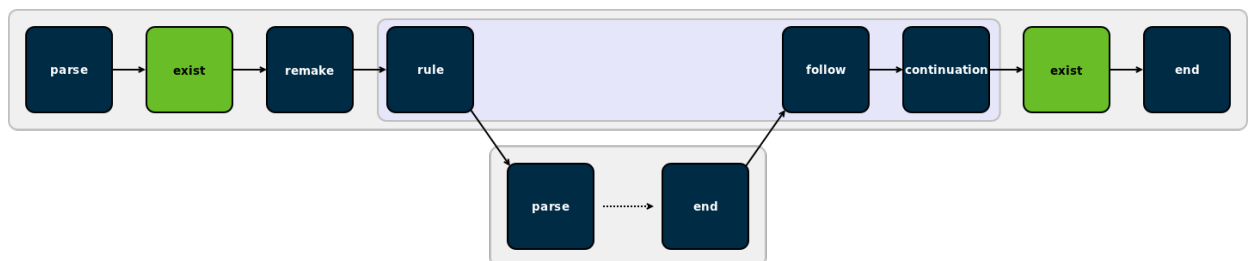 parse
exist
remake
rule
follow
continuation
exist
end
parse
end